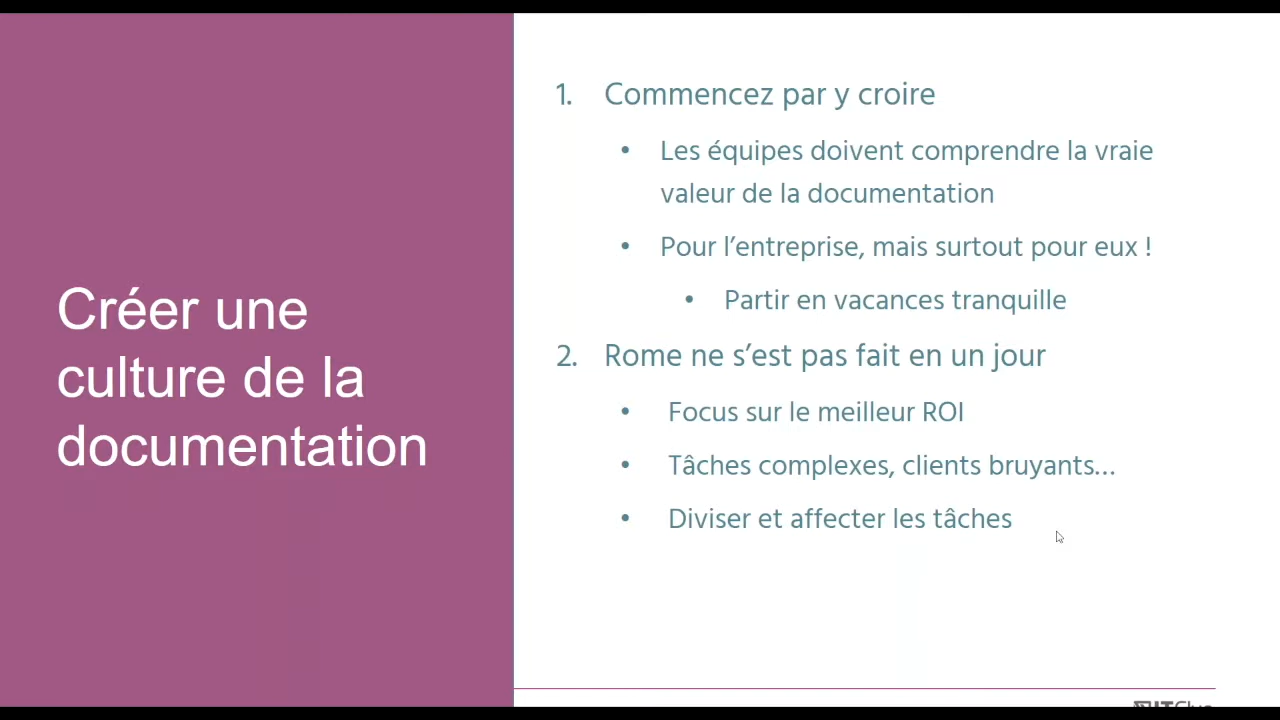 Créer une
culture de la
documentation
1. Commencez par y croire
• Les équipes doivent comprendre la vraie
valeur de la documentation
• Pour l’entreprise, mais surtout pour eux !
• Partir en vacances tranquille
2. Rome ne s’est pas fait en un jour
• Focus sur le meilleur ROI
• Tâches complexes, clients bruyants…
• Diviser et affecter les tâches